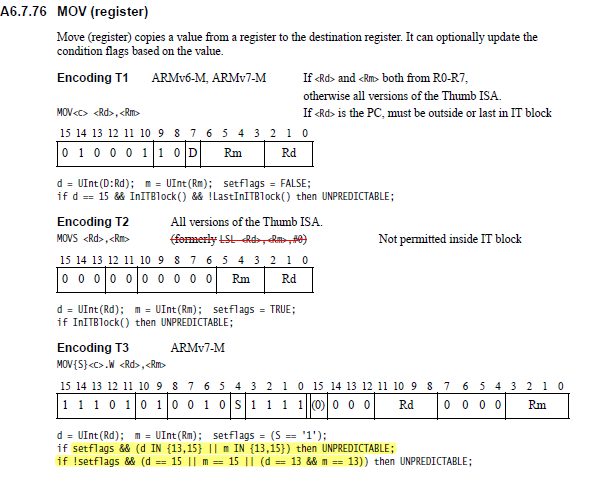 A6.7.76 MOV (register)
Move (register) copies a value from a register to the destination register. It can optionally update the
condition flags based on the value.
Encoding T1 ARMv6-M, ARMv7-M If <Rd> and <Rm> both from R0-R7,
otherwise all versions of the Thumb ISA.
MOV<c> <Rd>,<Rm> If <Rd> is the PC, must be outside or last in IT block
15 14 13 12 11 10 9 8 7 6 5 4 3 2 1 0
0 1 0 0 0 1 1 0 D Rm Rd
d = UInt(D:Rd); m = UInt(Rm); setflags = FALSE;
if d == 15 && InITBlock() && !LastInITBlock() then UNPREDICTABLE;
Encoding T2 All versions of the Thumb ISA.
MOVS <Rd>,<Rm> (formerly LSL <Rd>,<Rm>,#0) Not permitted inside IT block
15 14 13 12 11 10 9 8 7 6 5 4 3 2 1 0
0 0 0 0 0 0 0 0 0 0 Rm Rd
d = UInt(Rd); m = UInt(Rm); setflags = TRUE;
if InITBlock() then UNPREDICTABLE;
Encoding T3 ARMv7-M
MOV{S}<c>.W <Rd>,<Rm>
15 14 13 12 11 10 9 8 7 6 5 4 3 2 1 0 15 14 13 12 11 10 9 8 7 6 5 4 3 2 1 0
1 1 1 0 1 0 1 0 0 1 0 S 1 1 1 1 (0) 0 0 0 Rd 0 0 0 0 Rm
d = UInt(Rd); m = UInt(Rm); setflags = (S == '1');
if setflags && (d IN {13,15} || m IN {13,15}) then UNPREDICTABLE;
if !setflags && (d == 15 || m == 15 || (d == 13 && m == 13)) then UNPREDICTABLE;